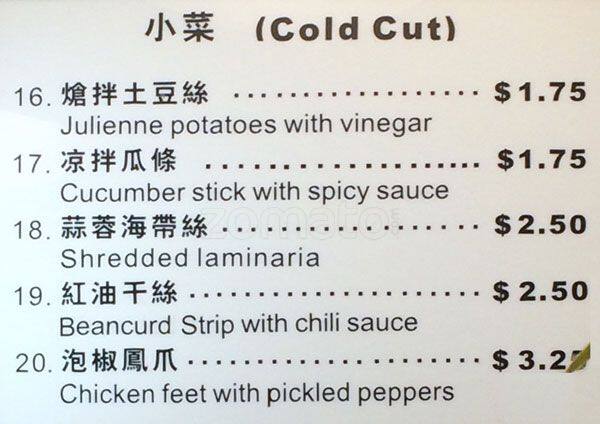 小菜 (Cold Cut)
16. 熗拌土豆絲 ................... $1.75
Julienne potatoes with vinegar
17. 凉拌瓜條 ...................... $1.75
Cucumber stick with spicy sauce
18. 蒜蓉海帶絲 .................... $2.50
Shredded laminaria
19. 紅油干絲 ...................... $2.50
Beancurd Strip with chili sauce
20. 泡椒鳳爪 ......................
Chicken feet with pickled peppers
zomato